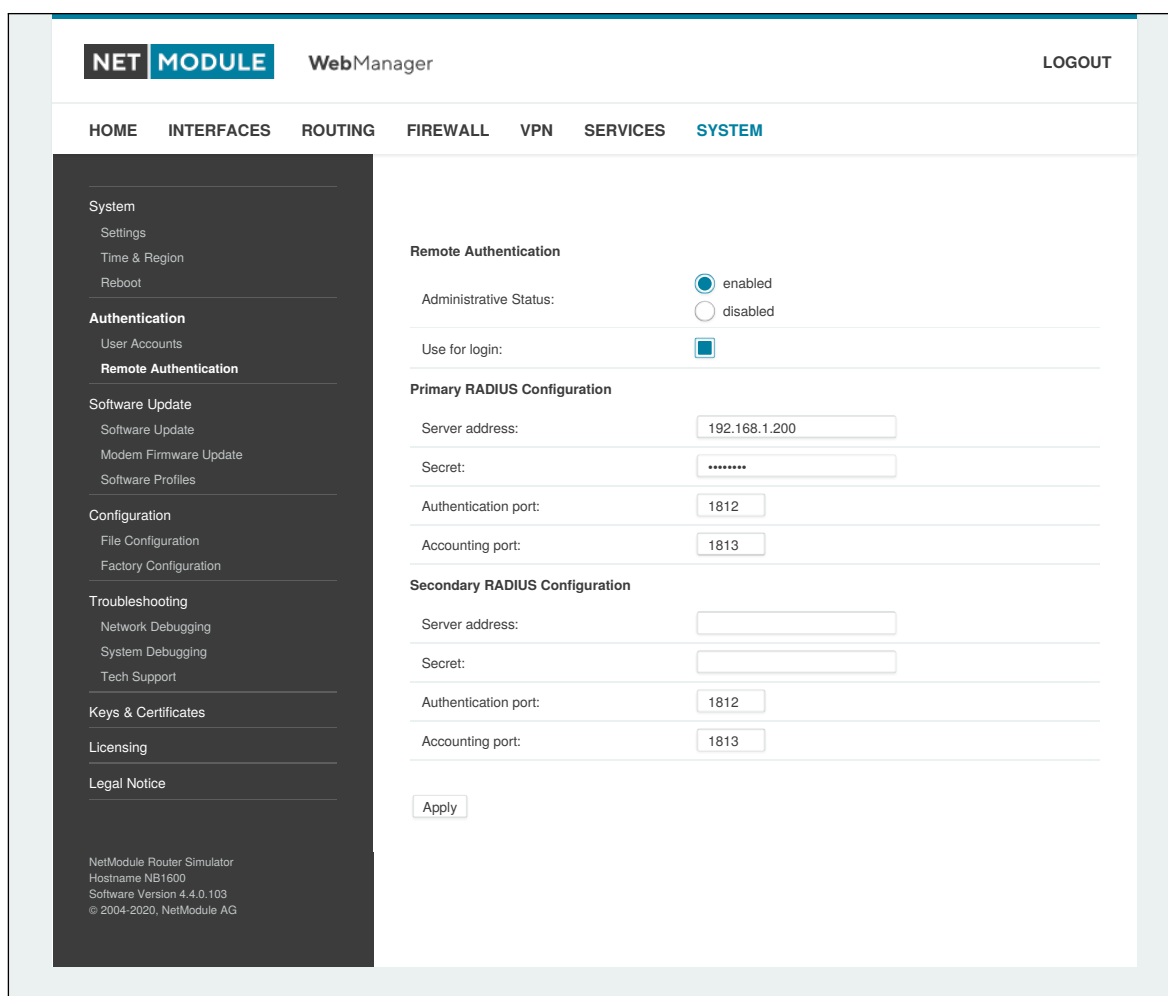 NET MODULE WebManager LOGOUT
HOME INTERFACES ROUTING FIREWALL VPN SERVICES SYSTEM
System
Settings
Time & Region
Reboot
Authentication
User Accounts
Remote Authentication
Software Update
Software Update
Modem Firmware Update
Software Profiles
Configuration
File Configuration
Factory Configuration
Troubleshooting
Network Debugging
System Debugging
Tech Support
Keys & Certificates
Licensing
Legal Notice
NetModule Router Simulator
Hostname NB1600
Software Version 4.4.0.103
© 2004-2020, NetModule AG
Remote Authentication
Administrative Status:
enabled
disabled
Use for login:
Primary RADIUS Configuration
Server address: 192.168.1.200
Secret: ••••••••
Authentication port: 1812
Accounting port: 1813
Secondary RADIUS Configuration
Server address:
Secret:
Authentication port: 1812
Accounting port: 1813
Apply